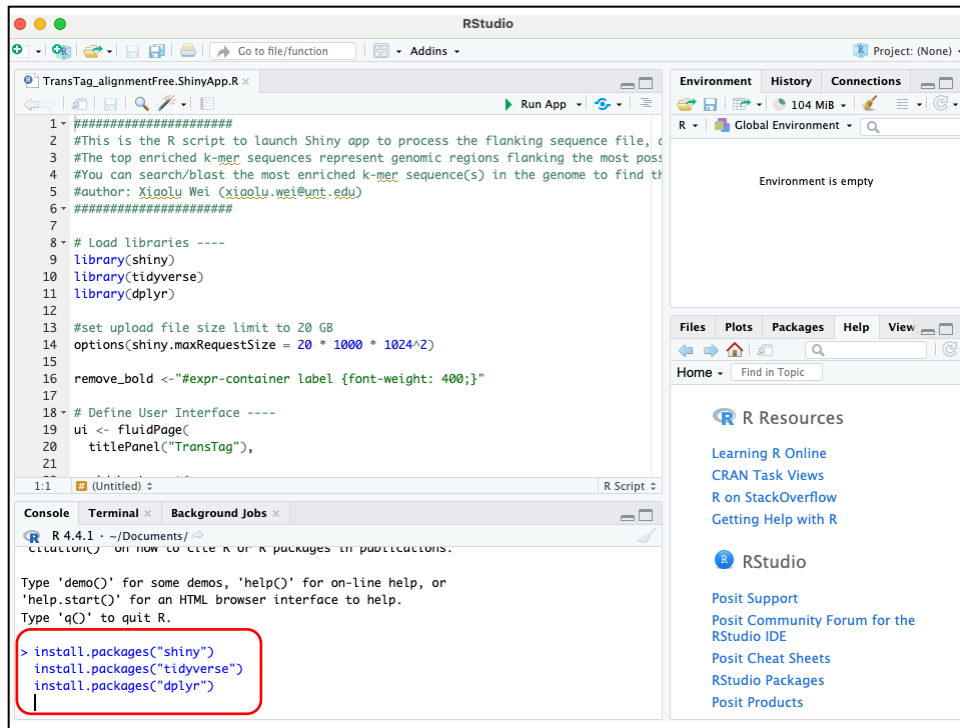 RStudio
Go to file/function
Addins
Project: (None)
TransTag_alignmentFree.ShinyApp.R
Run App
1 ######################
2 #This is the R script to launch Shiny app to process the flanking sequence file,
3 #The top enriched k-mer sequences represent genomic regions flanking the most poss
4 #You can search/blast the most enriched k-mer sequence(s) in the genome to find th
5 #author: Xiaolu Wei (xiaolu.wei@unt.edu)
6 ######################
7
8 # Load libraries ----
9 library(shiny)
10 library(tidyverse)
11 library(dplyr)
12
13 #set upload file size limit to 20 GB
14 options(shiny.maxRequestSize = 20 * 1000 * 1024^2)
15
16 remove_bold <-"#expr-container label {font-weight: 400;}"
17
18 # Define User Interface ----
19 ui <- fluidPage(
20 titlePanel("TransTag"),
21
1:1 (Untitled) R Script
Console Terminal Background Jobs
R 4.4.1 · ~/Documents/
'citation()' on how to cite R or R packages in publications.
Type 'demo()' for some demos, 'help()' for on-line help, or
'help.start()' for an HTML browser interface to help.
Type 'q()' to quit R.
> install.packages("shiny")
install.packages("tidyverse")
install.packages("dplyr")
Environment History Connections
104 MiB
R Global Environment
Environment is empty
Files Plots Packages Help View
Home Find in Topic
R Resources
Learning R Online
CRAN Task Views
R on StackOverflow
Getting Help with R
RStudio
Posit Support
Posit Community Forum for the
RStudio IDE
Posit Cheat Sheets
RStudio Packages
Posit Products